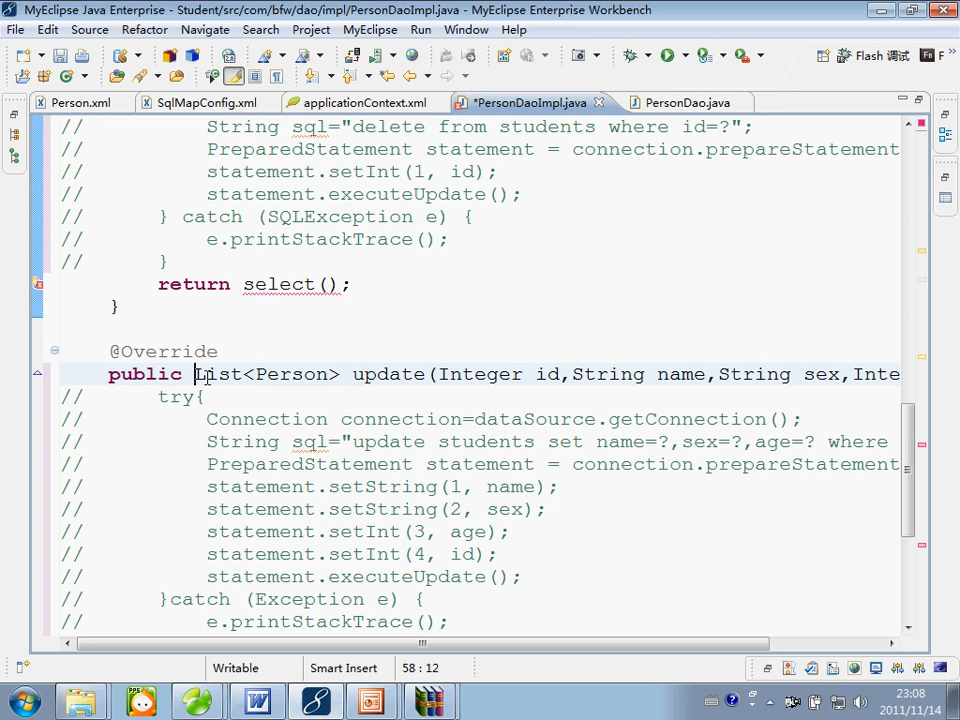 MyEclipse Java Enterprise - Student/src/com/bfw/dao/impl/PersonDaoImpl.java - MyEclipse Enterprise Workbench
File Edit Source Refactor Navigate Search Project MyEclipse Run Window Help
Flash 调试
Person.xml SqlMapConfig.xml applicationContext.xml *PersonDaoImpl.java PersonDao.java
// String sql="delete from students where id=?";
// PreparedStatement statement = connection.prepareStatement
// statement.setInt(1, id);
// statement.executeUpdate();
// } catch (SQLException e) {
// e.printStackTrace();
// }
return select();
}
@Override
public List<Person> update(Integer id,String name,String sex,Inte
// try{
// Connection connection=dataSource.getConnection();
// String sql="update students set name=?,sex=?,age=? where
// PreparedStatement statement = connection.prepareStatement
// statement.setString(1, name);
// statement.setString(2, sex);
// statement.setInt(3, age);
// statement.setInt(4, id);
// statement.executeUpdate();
// }catch (Exception e) {
// e.printStackTrace();
Writable Smart Insert 58 : 12
23:08
2011/11/14